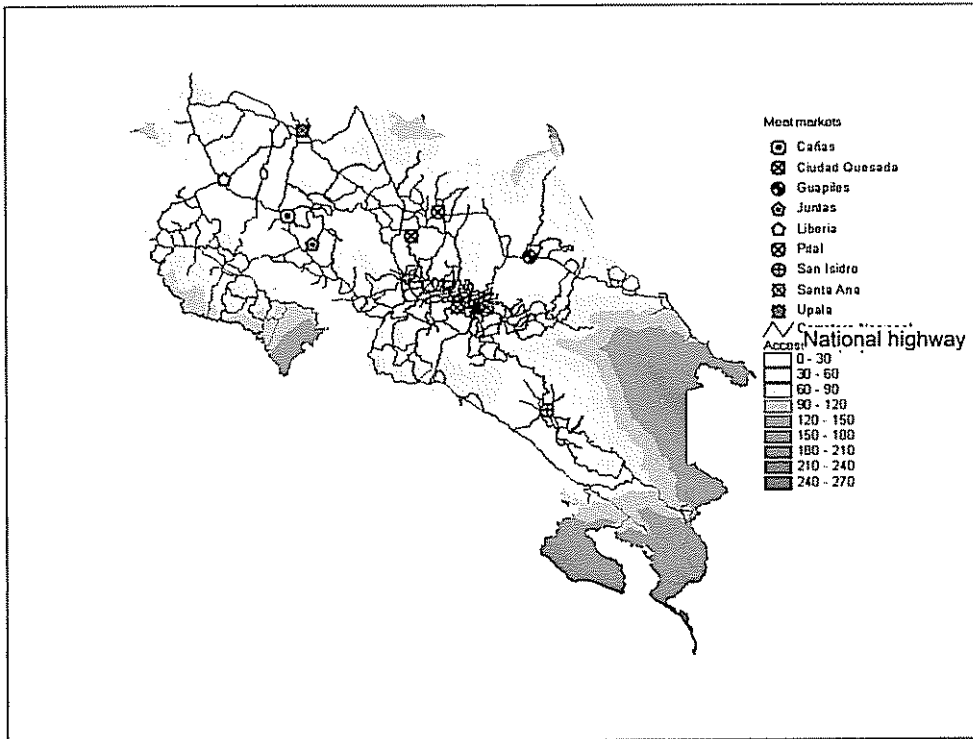 Meat markets
Cañas
Ciudad Quesada
Guapiles
Juntas
Liberia
Pital
San Isidro
Santa Ana
Upala
National highway
0 - 30
30 - 60
60 - 90
90 - 120
120 - 150
150 - 180
180 - 210
210 - 240
240 - 270